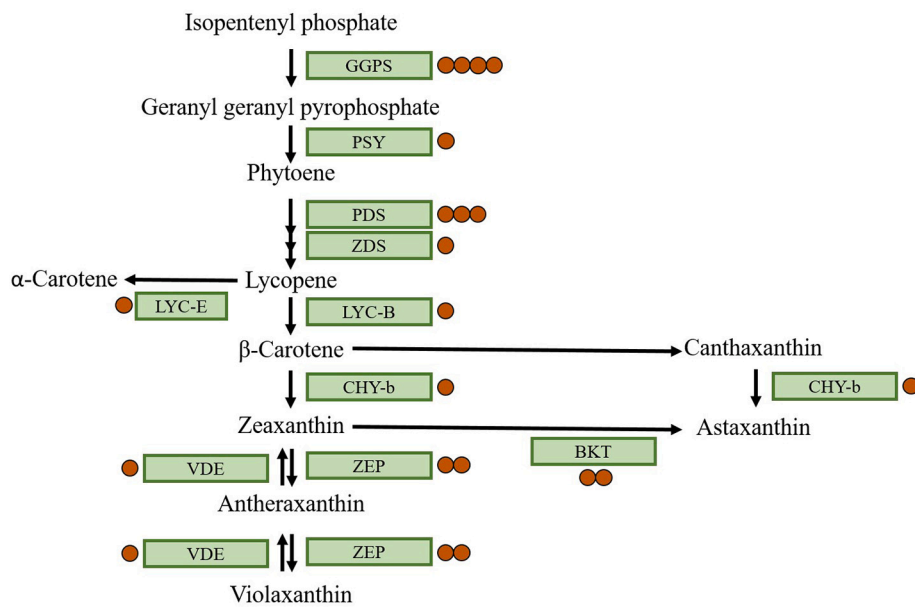 Isopentenyl phosphate
GGPS
Geranyl geranyl pyrophosphate
PSY
Phytoene
PDS
ZDS
α-Carotene
Lycopene
LYC-E
LYC-B
β-Carotene
Canthaxanthin
CHY-b
CHY-b
Zeaxanthin
Astaxanthin
BKT
VDE
ZEP
Antheraxanthin
VDE
ZEP
Violaxanthin